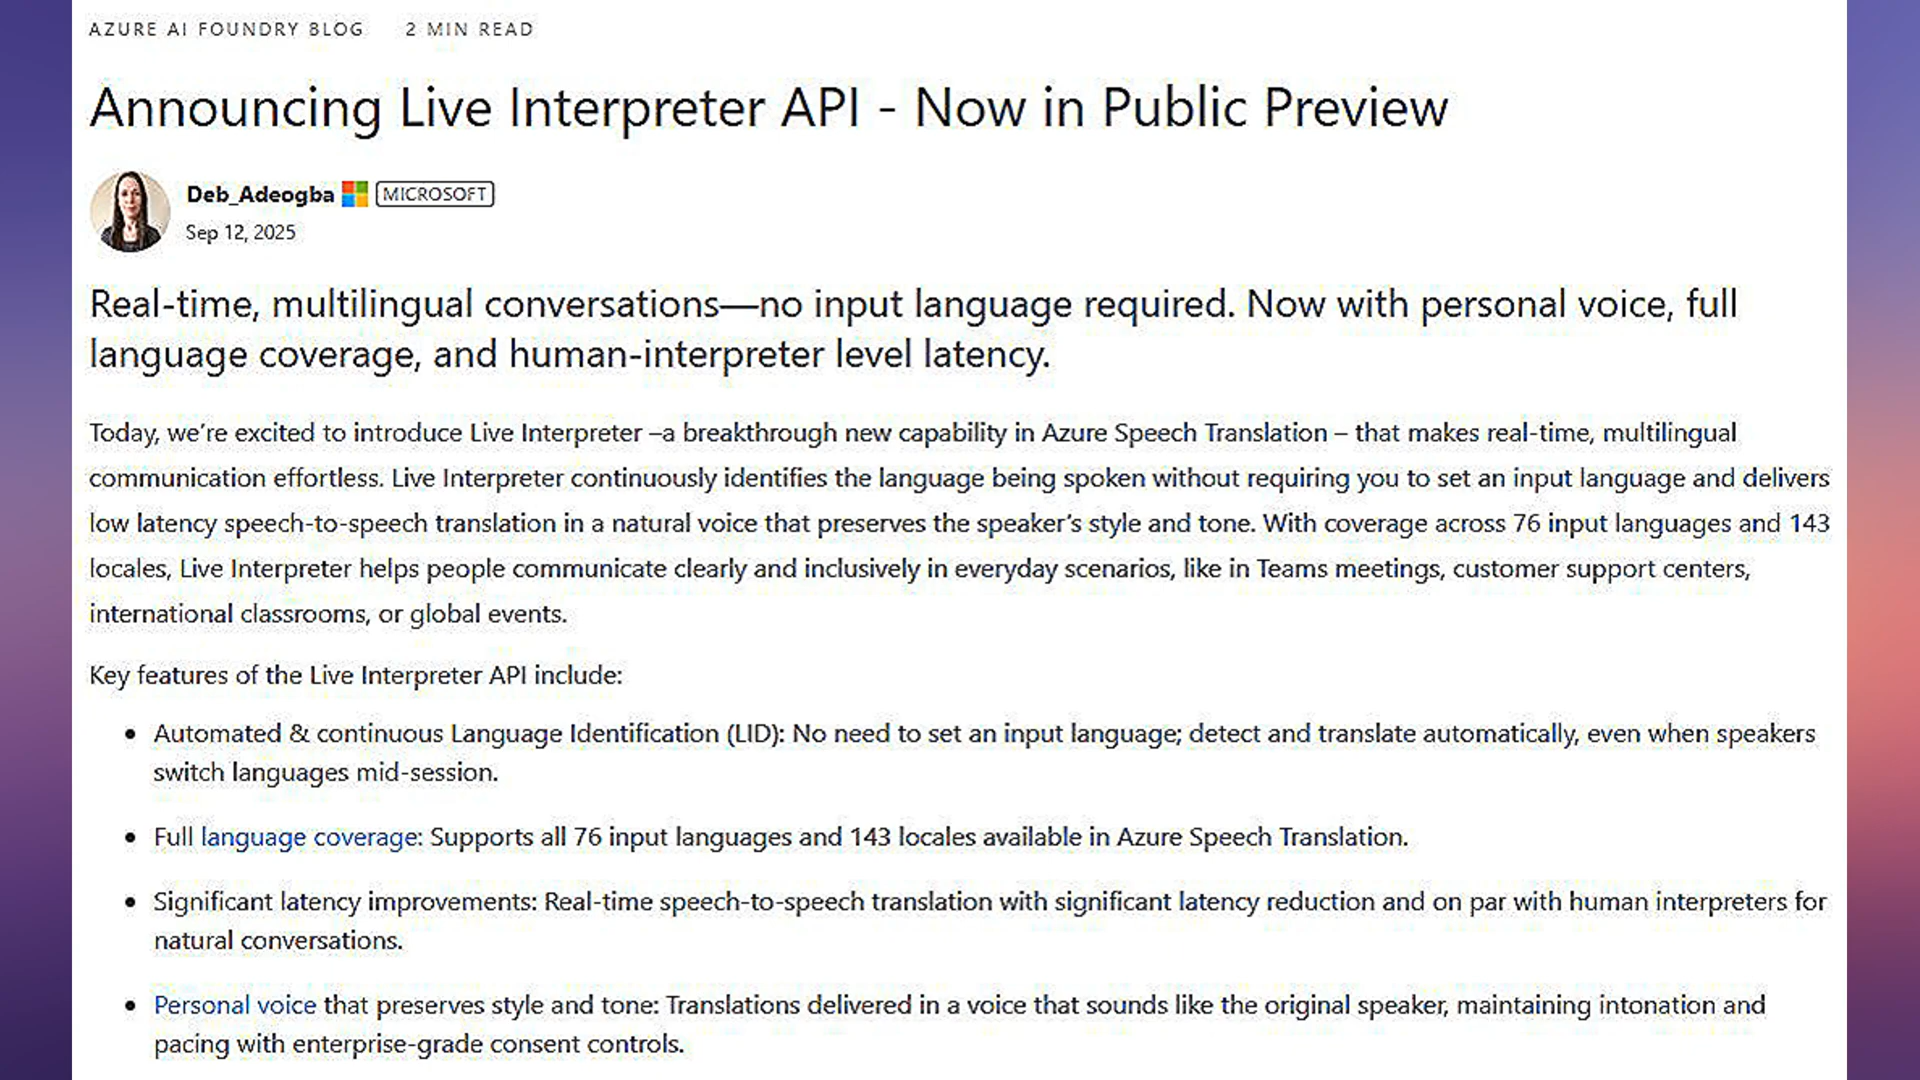 AZURE AI FOUNDRY BLOG 2 MIN READ
Announcing Live Interpreter API - Now in Public Preview
Deb_Adeogba MICROSOFT
Sep 12, 2025
Real-time, multilingual conversations—no input language required. Now with personal voice, full
language coverage, and human-interpreter level latency.
Today, we’re excited to introduce Live Interpreter –a breakthrough new capability in Azure Speech Translation – that makes real-time, multilingual
communication effortless. Live Interpreter continuously identifies the language being spoken without requiring you to set an input language and delivers
low latency speech-to-speech translation in a natural voice that preserves the speaker’s style and tone. With coverage across 76 input languages and 143
locales, Live Interpreter helps people communicate clearly and inclusively in everyday scenarios, like in Teams meetings, customer support centers,
international classrooms, or global events.
Key features of the Live Interpreter API include:
• Automated & continuous Language Identification (LID): No need to set an input language; detect and translate automatically, even when speakers
switch languages mid-session.
• Full language coverage: Supports all 76 input languages and 143 locales available in Azure Speech Translation.
• Significant latency improvements: Real-time speech-to-speech translation with significant latency reduction and on par with human interpreters for
natural conversations.
• Personal voice that preserves style and tone: Translations delivered in a voice that sounds like the original speaker, maintaining intonation and
pacing with enterprise-grade consent controls.